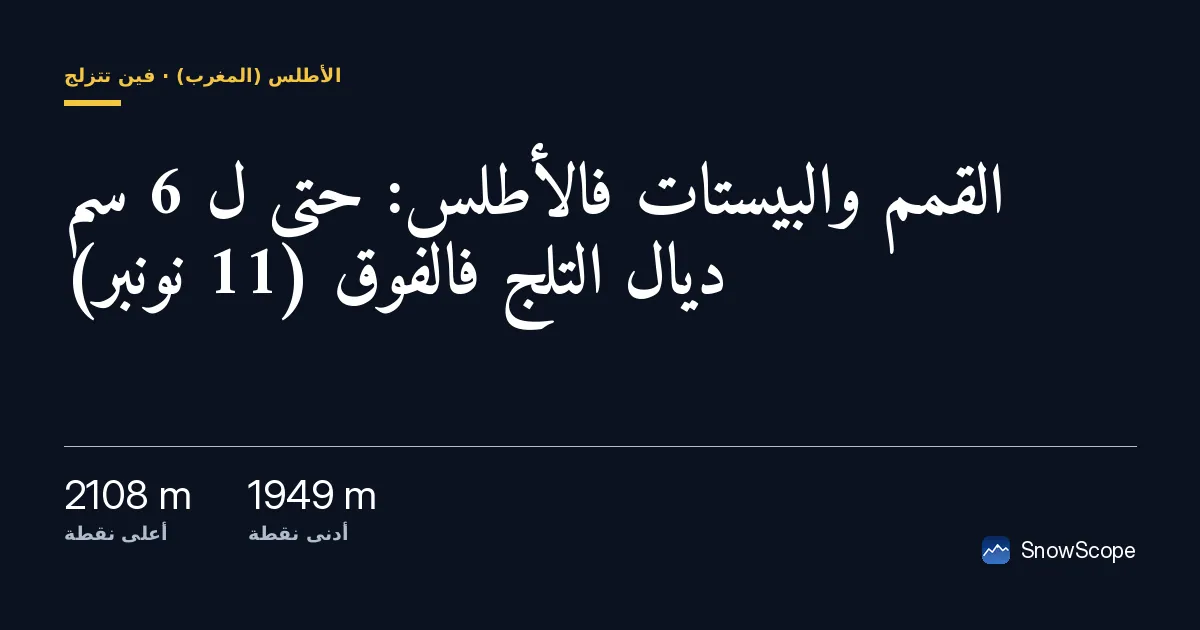 الأطلس (المغرب) · فين تتزلج
القمم والبيستات فالأطلس: حتى ل 6 سم
ديال التلج فالفوق (11 نونبر)
2108 m
أعلى نقطة
1949 m
أدنى نقطة
SnowScope